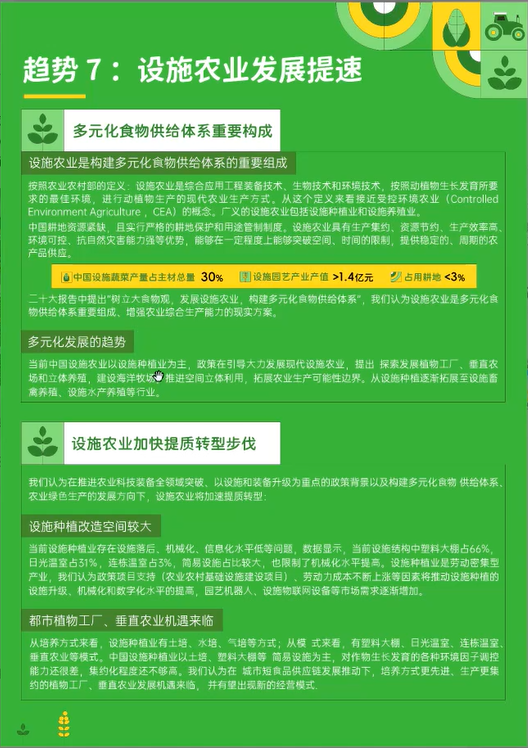 趋势 7 ：设施农业发展提速
多元化食物供给体系重要构成
设施农业是构建多元化食物供给体系的重要组成
按照农业农村部的定义：设施农业是综合应用工程装备技术、生物技术和环境技术，按照动植物生长发育所要
求的最佳环境，进行动植物生产的现代农业生产方式。从这个定义来看接近受控环境农业（Controlled
Environment Agriculture ，CEA）的概念。广义的设施农业包括设施种植业和设施养殖业。
中国耕地资源紧缺，且实行严格的耕地保护和用途管制制度。设施农业具有生产集约、资源节约、生产效率高、
环境可控、抗自然灾害能力强等优势，能够在一定程度上能够突破空间、时间的限制，提供稳定的、周期的农
产品供应。
中国设施蔬菜产量占主材总量 30% 设施园艺产业产值 >1.4亿元 占用耕地 <3%
二十大报告中提出“树立大食物观，发展设施农业，构建多元化食物供给体系”，我们认为设施农业是多元化食
物供给体系重要组成、增强农业综合生产能力的现实方案。
多元化发展的趋势
当前中国设施农业以设施种植业为主，政策在引导大力发展现代设施农业，提出 探索发展植物工厂、垂直农
场和立体养殖，建设海洋牧场 推进空间立体利用，拓展农业生产可能性边界。从设施种植逐渐拓展至设施畜
禽养殖、设施水产养殖等行业。
设施农业加快提质转型步伐
我们认为在推进农业科技装备全领域突破、以设施和装备升级为重点的政策背景以及构建多元化食物 供给体系、
农业绿色生产的发展方向下，设施农业将加速提质转型：
设施种植改造空间较大
当前设施种植业存在设施落后、机械化、信息化水平低等问题，数据显示，当前设施结构中塑料大棚占66%，
日光温室占31%，连栋温室占3%，简易设施占比较大，也限制了机械化水平提高。设施种植业是劳动密集型
产业，我们认为政策项目支持（农业农村基础设施建设项目）、劳动力成本不断上涨等因素将推动设施种植的
设施升级、机械化和数字化水平的提高，园艺机器人、设施物联网设备等市场需求逐渐增加。
都市植物工厂、垂直农业机遇来临
从培养方式来看，设施种植业有土培、水培、气培等方式；从模 式来看，有塑料大棚、日光温室、连栋温室、
垂直农业等模式。中国设施种植业以土培、塑料大棚等 简易设施为主，对作物生长发育的各种环境因子调控
能力还很差，集约化程度还不够高。我们认为在 城市短食品供应链发展推动下，培养方式更先进、生产更集
约的植物工厂、垂直农业发展机遇来临，并有望出现新的经营模式.